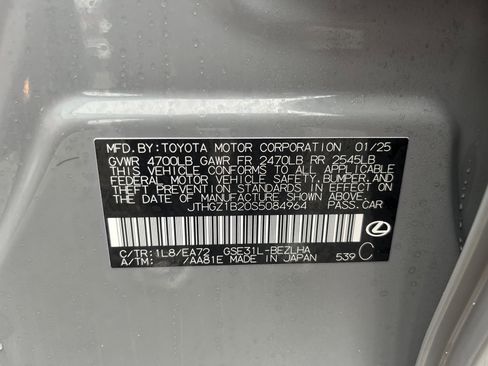 MFD.BY:TOYOTA MOTOR CORPORATION 01/25
GVWR 4700LB GAWR FR 2470LB RR 2545LB
THIS VEHICLE CONFORMS TO ALL APPLICABLE
FEDERAL MOTOR VEHICLE SAFETY, BUMPER, AND
THEFT PREVENTION STANDARDS IN EFFECT ON
THE DATE OF MANUFACTURE SHOWN ABOVE.
JTHGZ1B20S5084964 PASS.CAR
C/TR:1L8/EA72 GSE31L-BEZLHA
A/TM: /AA81E MADE IN JAPAN 539 C